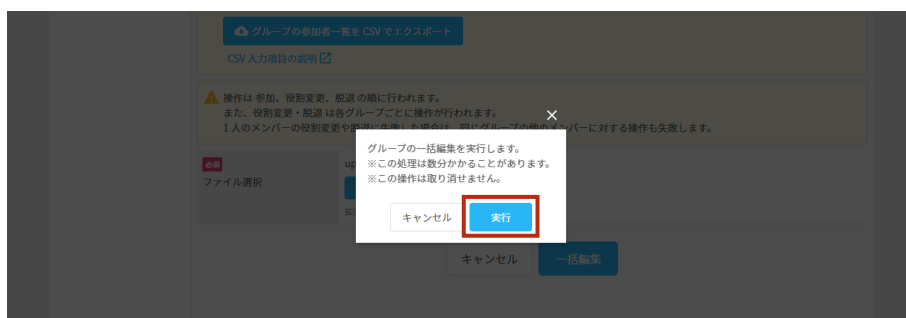 グループの参加者一覧を CSV でエクスポート
CSV 入力項目の説明
操作は 参加、役割変更、脱退 の順に行われます。
また、役割変更・脱退 は各グループごとに操作が行われます。
1 人のメンバーの役割変更や脱退に失敗した場合は、同じグループの他のメンバーに対する操作も失敗します。
グループの一括編集を実行します。
※この処理は数分かかることがあります。
※この操作は取り消せません。
キャンセル
実行
必須
ファイル選択
up
キャンセル
一括編集